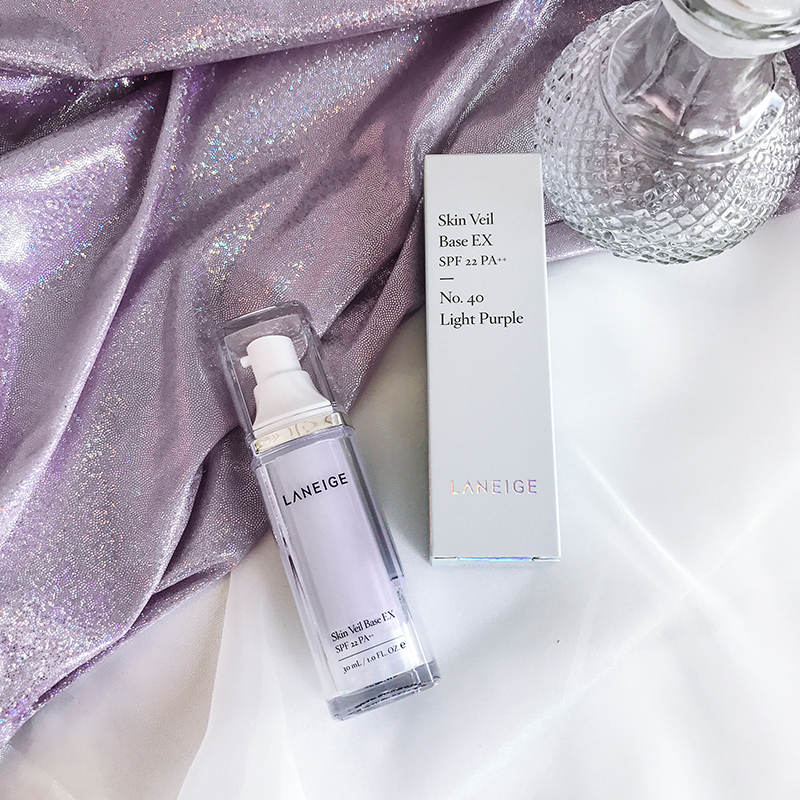 Skin Veil
Base EX
SPF 22 PA++
No. 40
Light Purple
LANEIGE
LANEIGE
Skin Veil Base EX
SPF 22 PA++
30 mL / 1.0 FL. OZ e